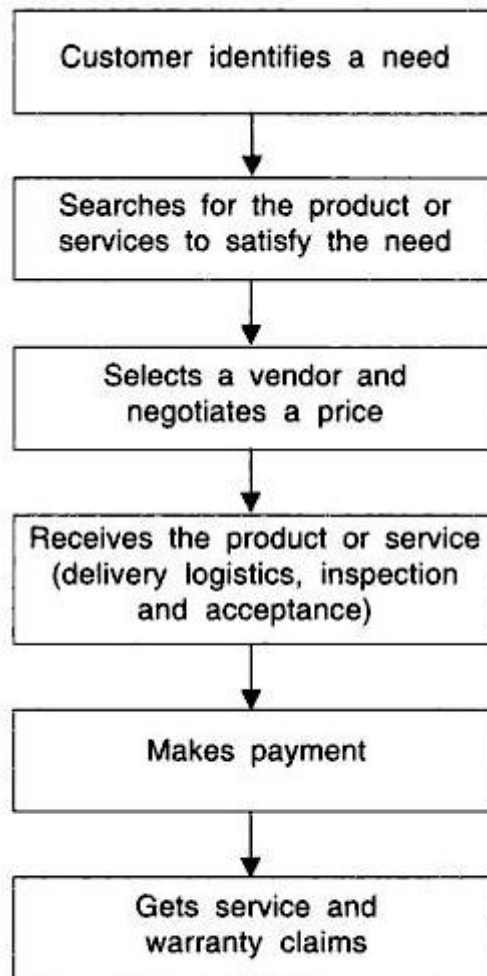 Customer identifies a need
Searches for the product or
services to satisfy the need
Selects a vendor and
negotiates a price
Receives the product or service
(delivery logistics, inspection
and acceptance)
Makes payment
Gets service and
warranty claims